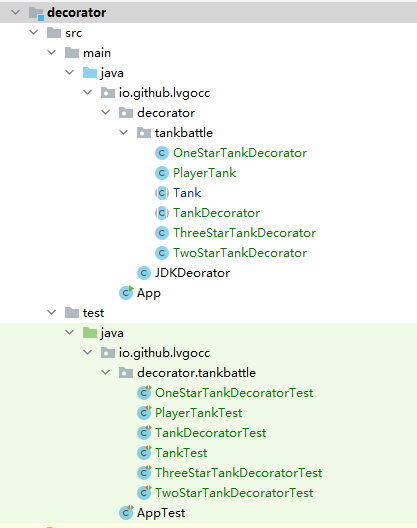 decorator
src
main
java
io.github.lvgocc
decorator
tankbattle
OneStarTankDecorator
PlayerTank
Tank
TankDecorator
ThreeStarTankDecorator
TwoStarTankDecorator
JDKDeorator
App
test
java
io.github.lvgocc
decorator.tankbattle
OneStarTankDecoratorTest
PlayerTankTest
TankDecoratorTest
TankTest
ThreeStarTankDecoratorTest
TwoStarTankDecoratorTest
AppTest